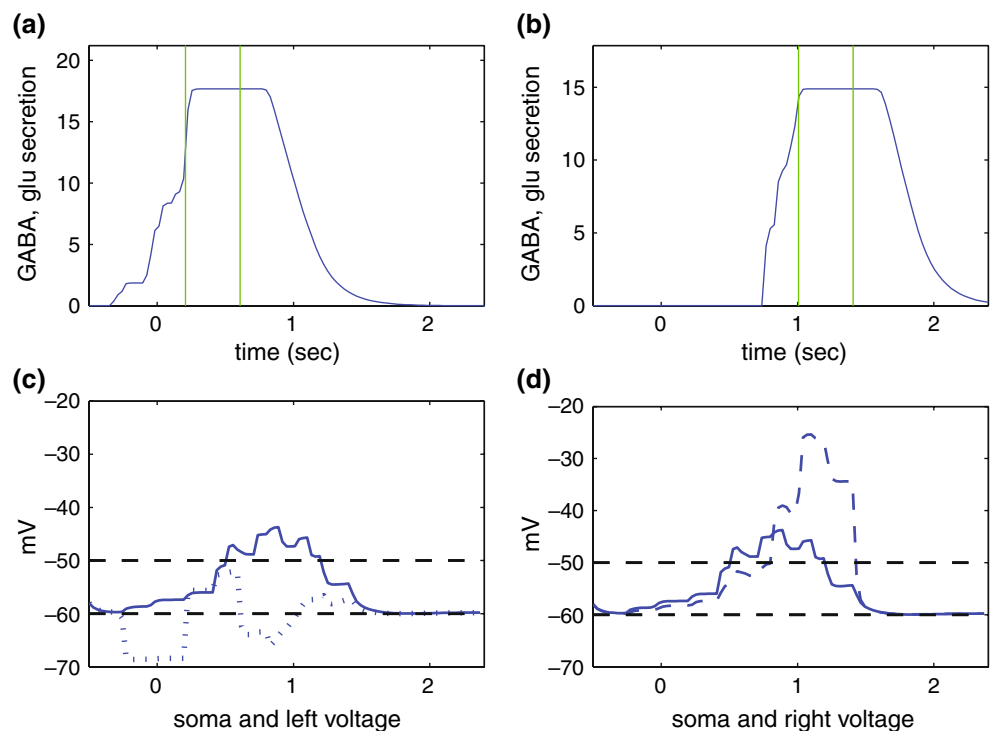 (a)
GABA, glu secretion
20
15
10
5
0
0 1 2
time (sec)
(b)
GABA, glu secretion
15
10
5
0
0 1 2
time (sec)
(c)
mV
−20
−30
−40
−50
−60
−70
0 1 2
soma and left voltage
(d)
mV
−20
−30
−40
−50
−60
−70
0 1 2
soma and right voltage